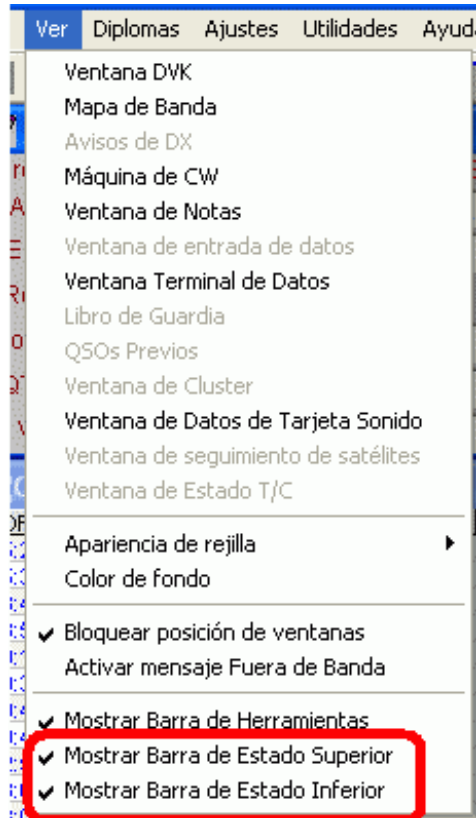 Ver Diplomas Ajustes Utilidades
Ventana DVK
Mapa de Banda
Avisos de DX
Máquina de CW
Ventana de Notas
Ventana de entrada de datos
Ventana Terminal de Datos
Libro de Guardia
QSOs Previos
Ventana de Cluster
Ventana de Datos de Tarjeta Sonido
Ventana de seguimiento de satélites
Ventana de Estado T/C
Apariencia de rejilla
Color de fondo
Bloquear posición de ventanas
Activar mensaje Fuera de Banda
Mostrar Barra de Herramientas
Mostrar Barra de Estado Superior
Mostrar Barra de Estado Inferior